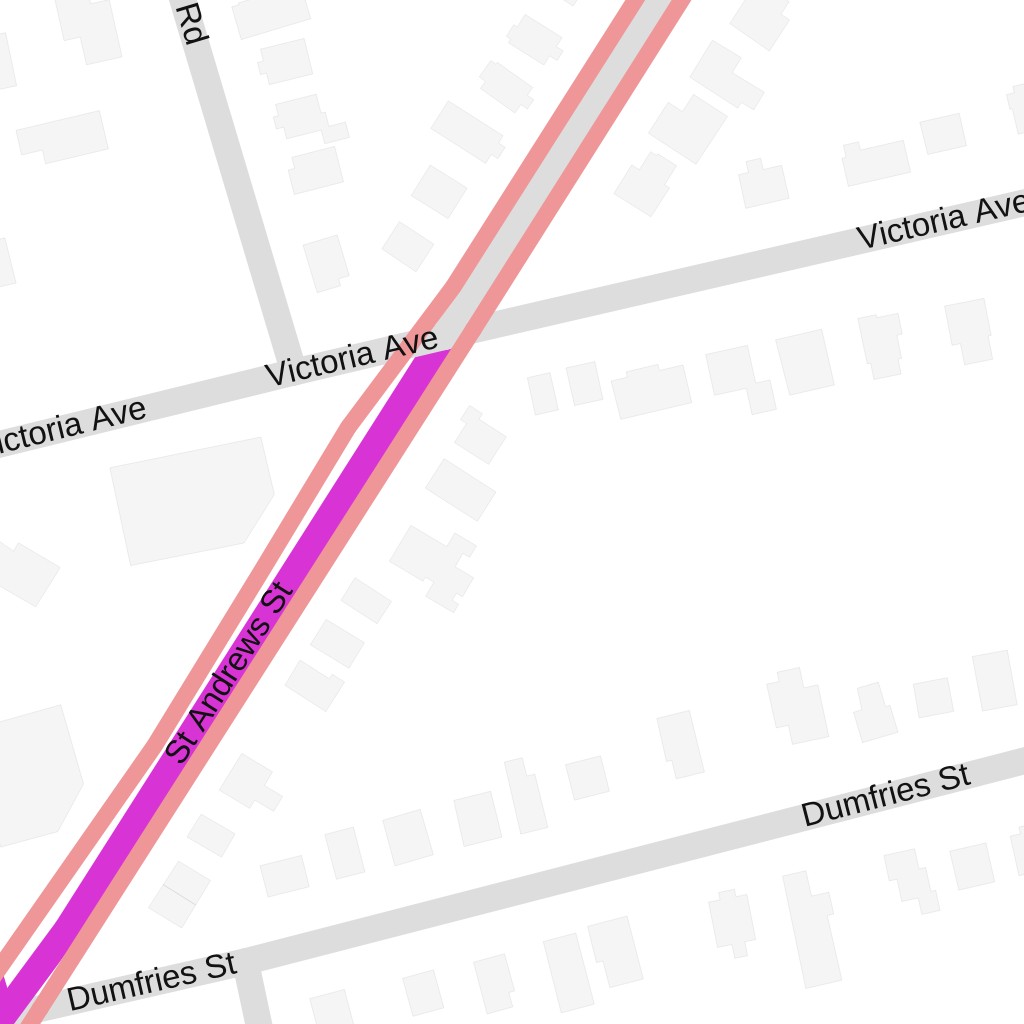 Rd
Victoria Ave
Victoria Ave
ictoria Ave
St Andrews St
Dumfries St
Dumfries St